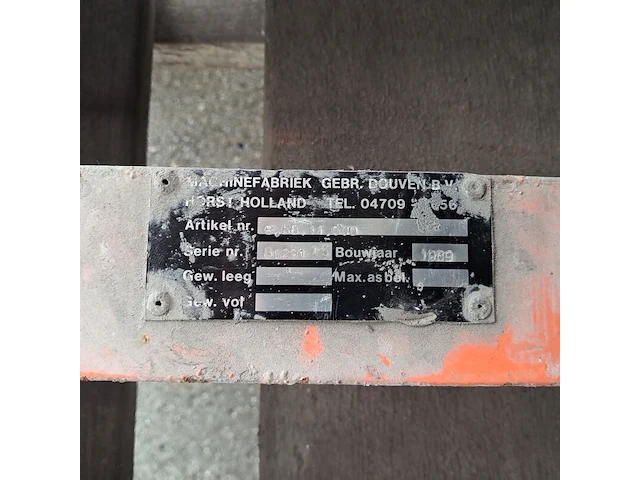 MACHINEFABRIEK GEBR. DOUVEN B.V.
HORST HOLLAND TEL. 04709
Artikel nr.
Serie nr. Bouwjaar 1989
Gew. leeg Max. asbel.
Gew. vol